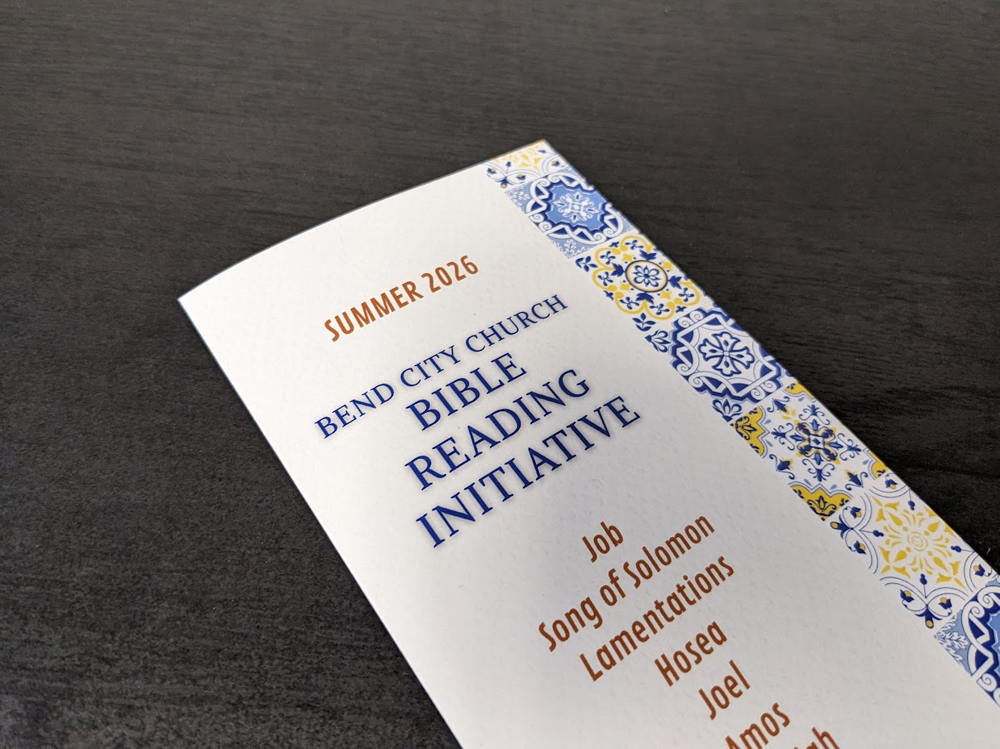 SUMMER 2026
BEND CITY CHURCH
BIBLE
READING
INITIATIVE
Job
Song of Solomon
Lamentations
Hosea
Joel
Amos